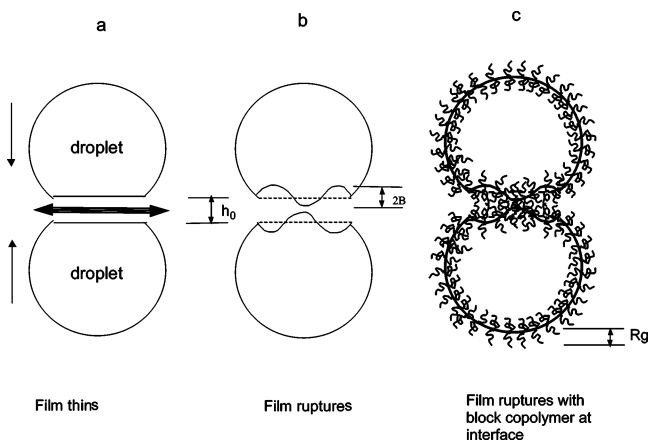 a
b
c
droplet
droplet
h0
2B
Rg
Film thins
Film ruptures
Film ruptures with
block copolymer at
interface